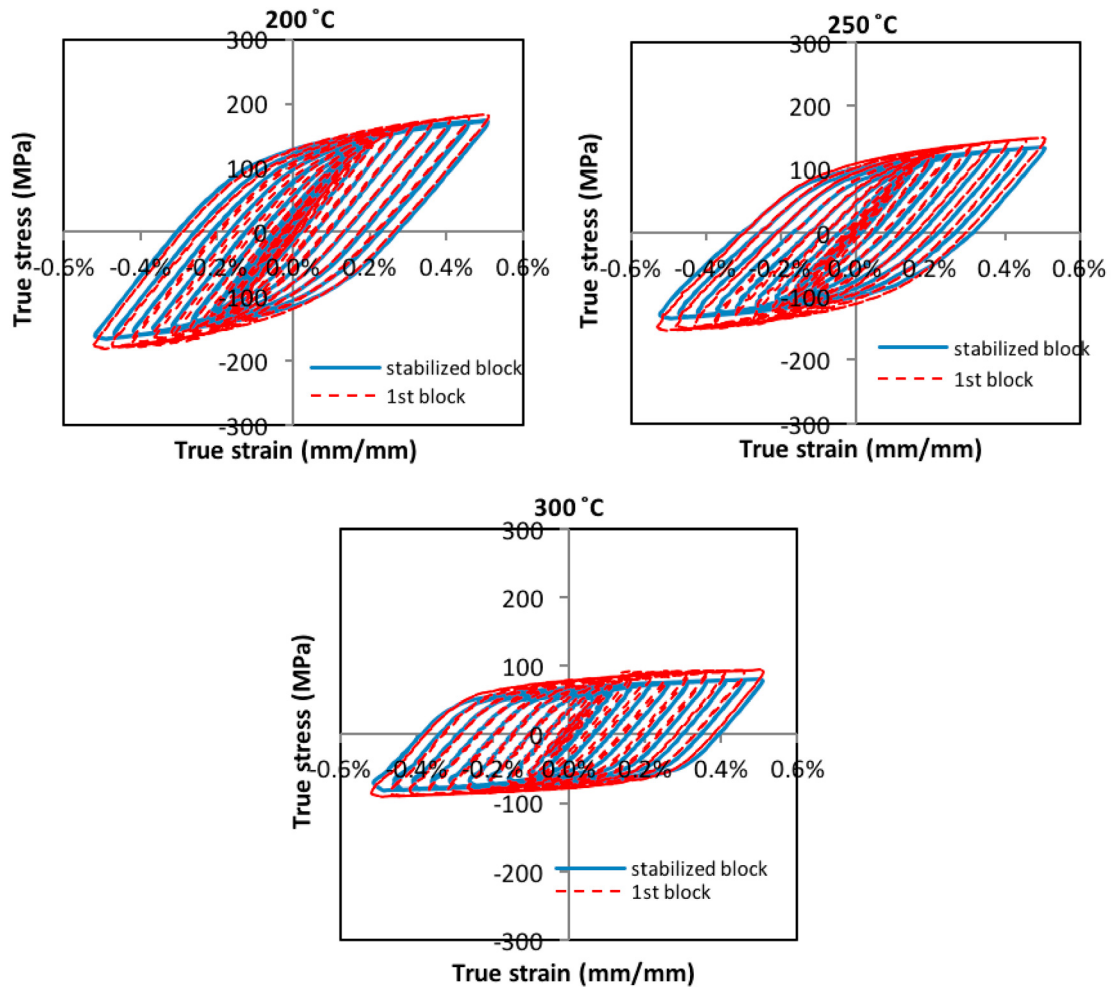 200 ˚C
300
200
100
0
-0.6% -0.4% -0.2% 0.0% 0.2% 0.4% 0.6%
-100
-200
-300
True stress (MPa)
stabilized block
1st block
True strain (mm/mm)
250 ˚C
300
200
100
0
-0.6% -0.4% -0.2% 0.0% 0.2% 0.4% 0.6%
-100
-200
-300
True stress (MPa)
stabilized block
1st block
True strain (mm/mm)
300 ˚C
300
200
100
0
-0.6% -0.4% -0.2% 0.0% 0.2% 0.4% 0.6%
-100
-200
-300
True stress (MPa)
stabilized block
1st block
True strain (mm/mm)